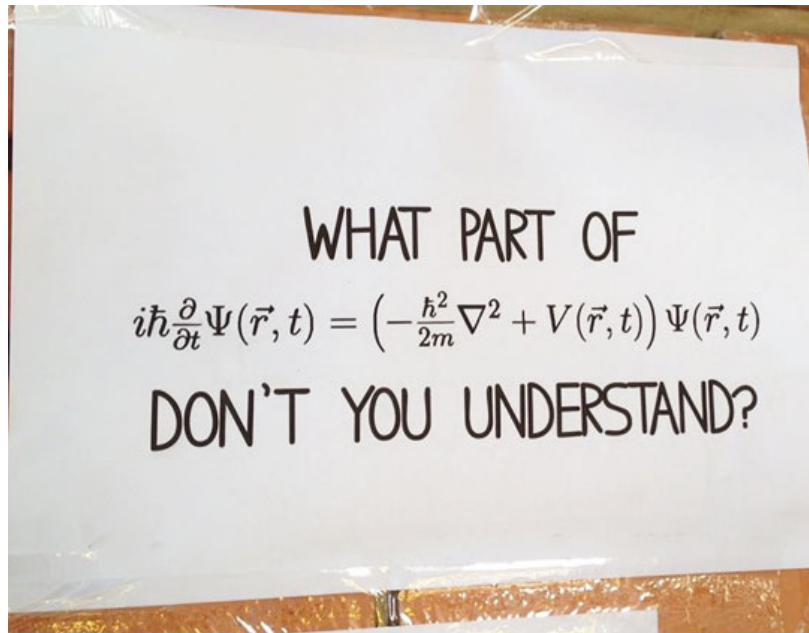 WHAT PART OF
iħ ∂/∂t Ψ(r⃗, t) = (−ħ²/2m ∇² + V(r⃗, t)) Ψ(r⃗, t)
DON'T YOU UNDERSTAND?